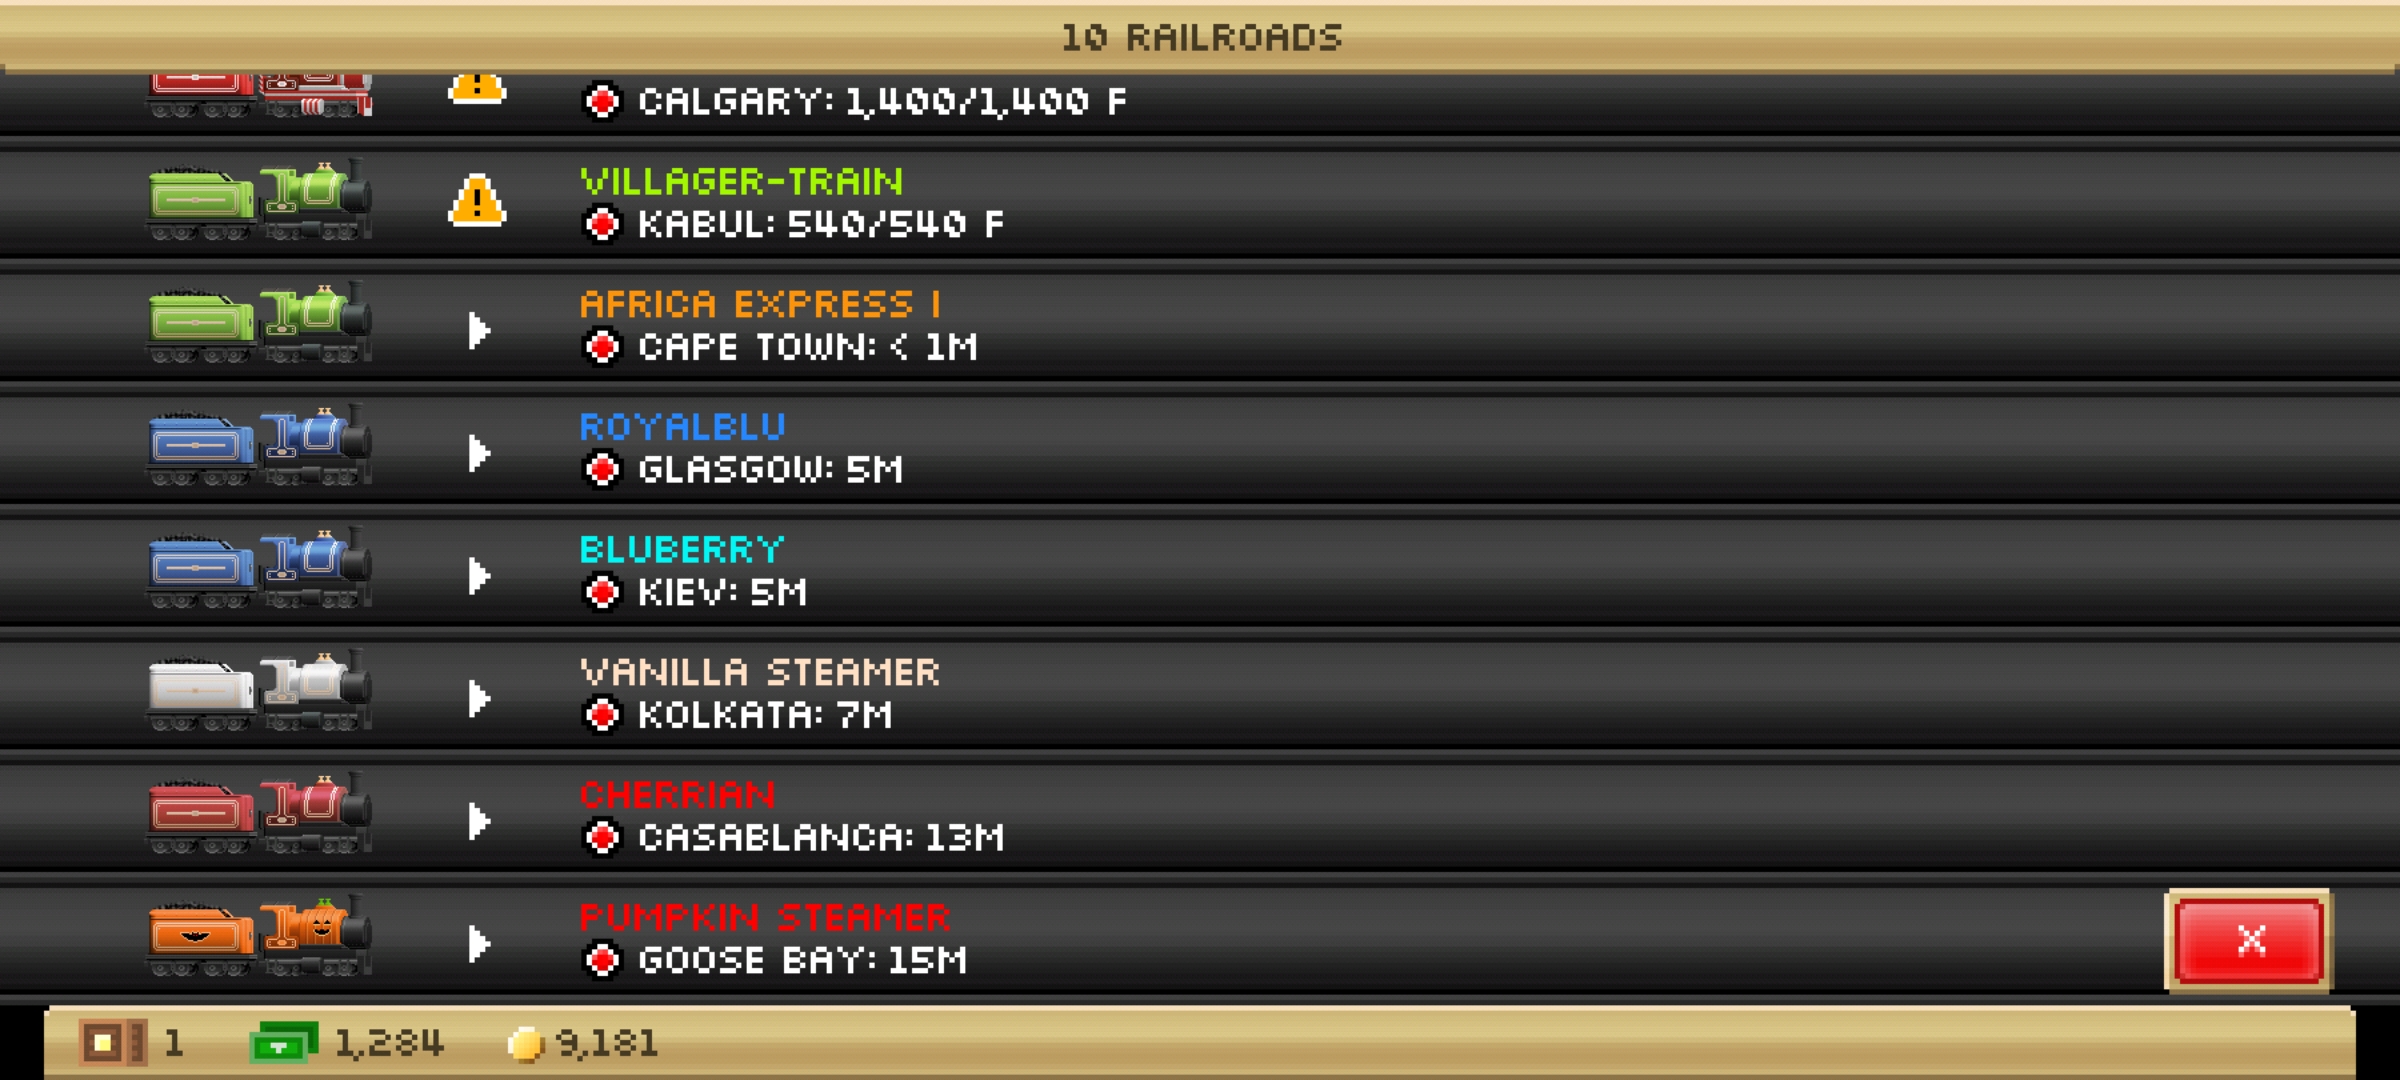 10 RAILROADS
CALGARY: 1,400/1,400 F
VILLAGER-TRAIN
KABUL: 540/540 F
AFRICA EXPRESS I
CAPE TOWN: < 1M
ROYALBLU
GLASGOW: 5M
BLUBERRY
KIEV: 5M
VANILLA STEAMER
KOLKATA: 7M
CHERRIAN
CASABLANCA: 13M
PUMPKIN STEAMER
GOOSE BAY: 15M
X
1 1,284 9,181